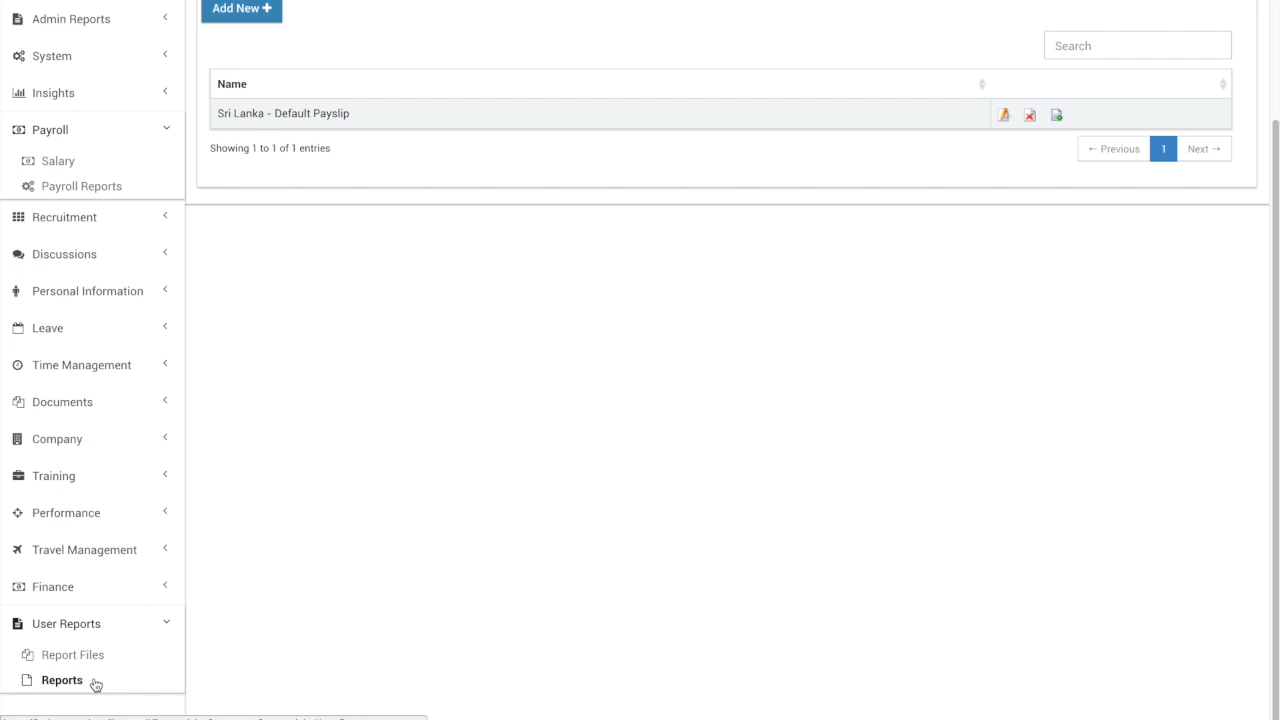 Admin Reports
System
Insights
Payroll
Salary
Payroll Reports
Recruitment
Discussions
Personal Information
Leave
Time Management
Documents
Company
Training
Performance
Travel Management
Finance
User Reports
Report Files
Reports
Add New +
Search
Name
Sri Lanka - Default Payslip
Showing 1 to 1 of 1 entries
← Previous 1 Next →